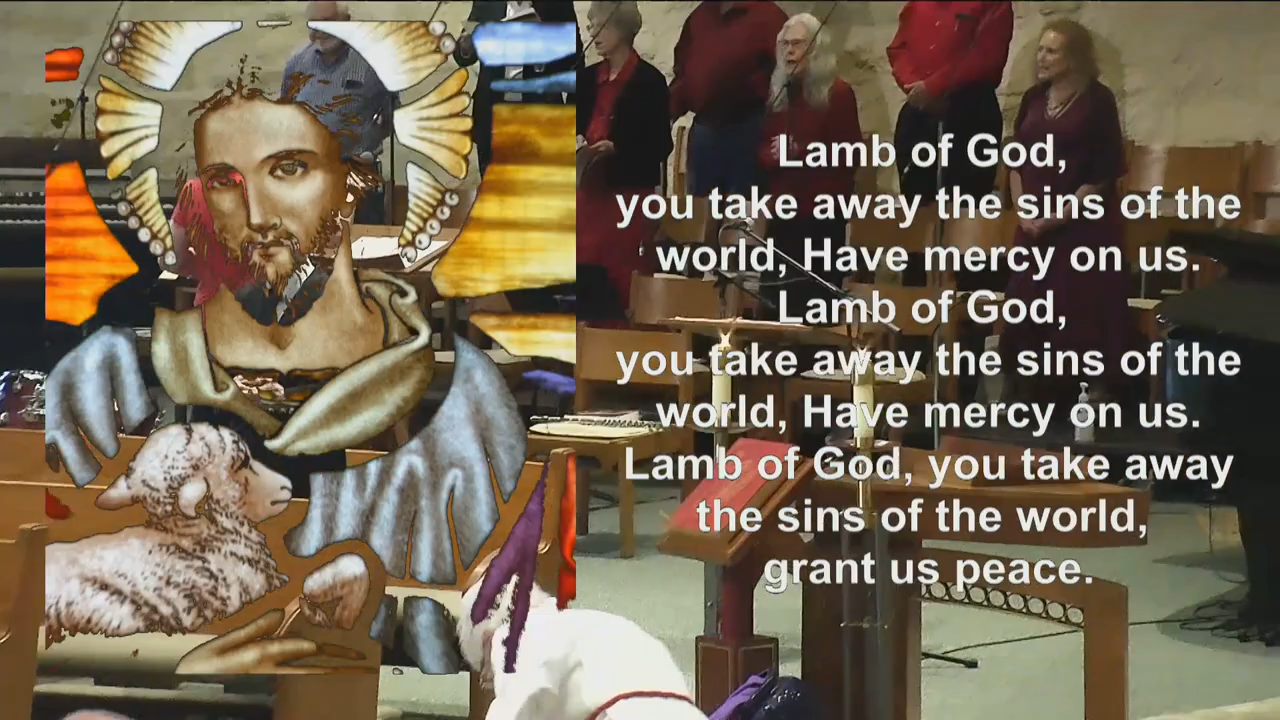 Lamb of God,
you take away the sins of the
world, Have mercy on us.
Lamb of God,
you take away the sins of the
world, Have mercy on us.
Lamb of God, you take away
the sins of the world,
grant us peace.